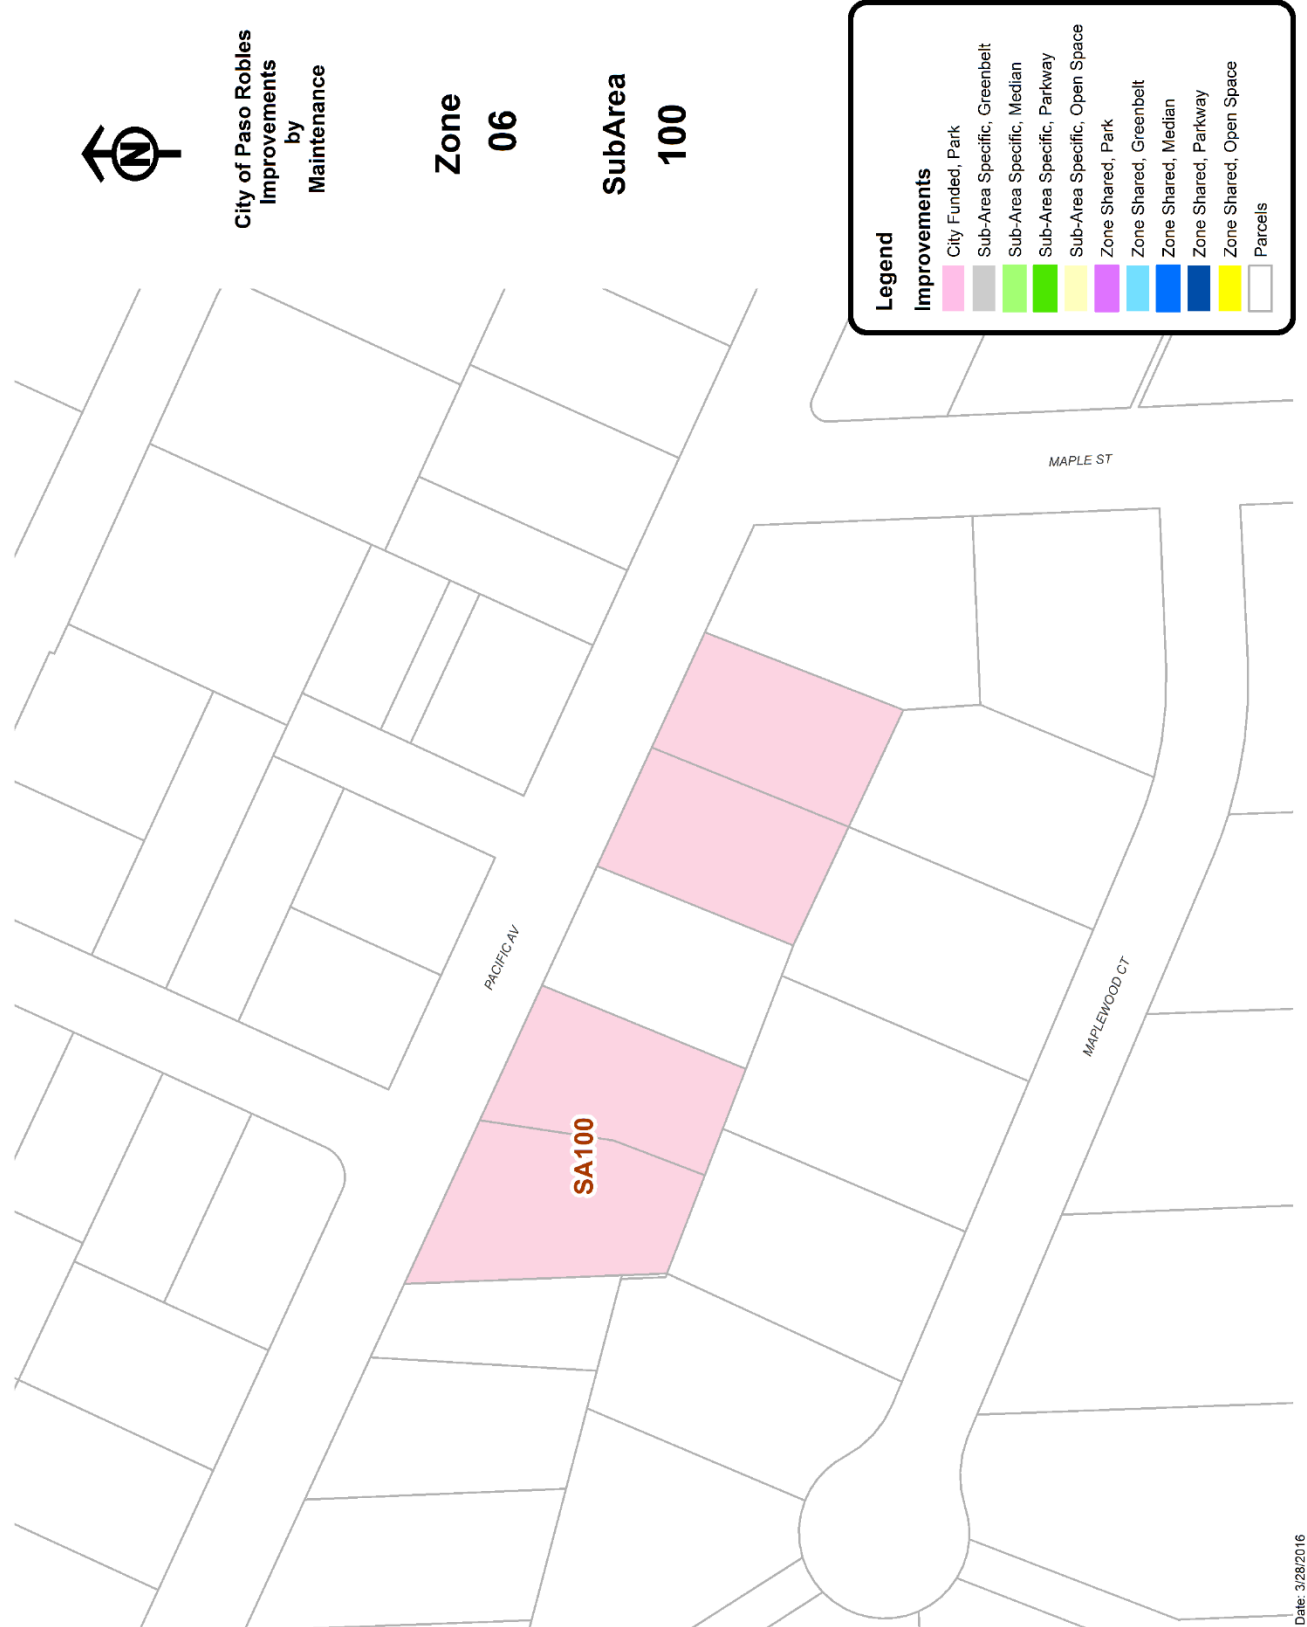 N
City of Paso Robles
Improvements
by
Maintenance
Zone
06
SubArea
100
Legend
Improvements
City Funded, Park
Sub-Area Specific, Greenbelt
Sub-Area Specific, Median
Sub-Area Specific, Parkway
Sub-Area Specific, Open Space
Zone Shared, Park
Zone Shared, Greenbelt
Zone Shared, Median
Zone Shared, Parkway
Zone Shared, Open Space
Parcels
MAPLE ST
PACIFIC AV
MAPLEWOOD CT
SA100
Date: 3/28/2016